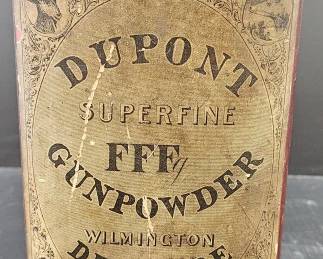 DUPONT
SUPERFINE
FFFg
GUNPOWDER
WILMINGTON